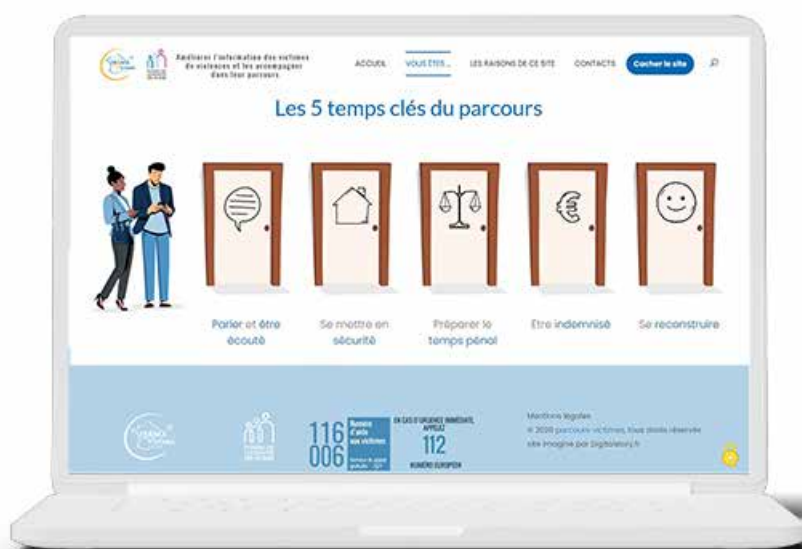 Améliorer l'information des victimes
de violences et les accompagner
dans leur parcours
ACCUEIL
VOUS ÊTES ...
LES RAISONS DE CE SITE
CONTACTS
Cacher le site
Les 5 temps clés du parcours
Parler et être
écouté
Se mettre en
sécurité
Préparer le
temps pénal
Etre indemnisé
Se reconstruire
116
006
Numéro
d'aide
aux victimes
EN CAS D'URGENCE IMMÉDIATE,
APPELEZ
112
NUMÉRO EUROPÉEN
Mentions légales
© 2020 parcours-victimes, tous droits réservés
site imaginé par Digitalstory.fr